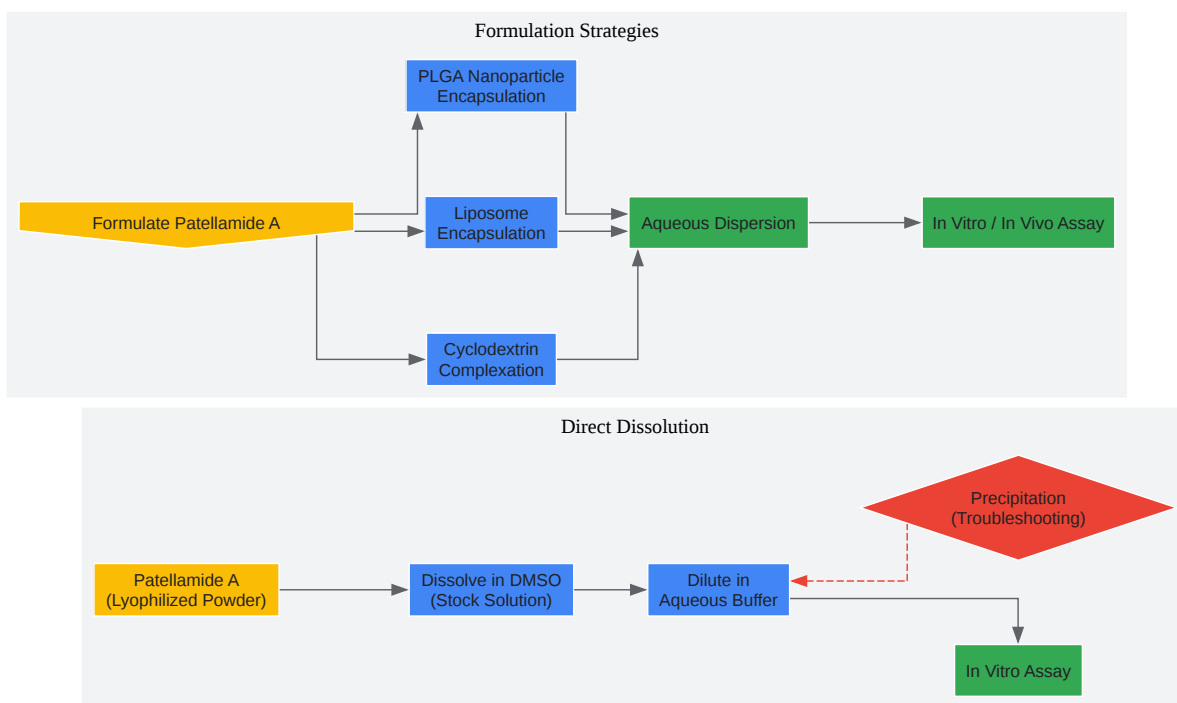 Formulation Strategies
PLGA Nanoparticle
Encapsulation
Formulate Patellamide A
Liposome
Encapsulation
Aqueous Dispersion
In Vitro / In Vivo Assay
Cyclodextrin
Complexation
Direct Dissolution
Precipitation
(Troubleshooting)
Patellamide A
(Lyophilized Powder)
Dissolve in DMSO
(Stock Solution)
Dilute in
Aqueous Buffer
In Vitro Assay